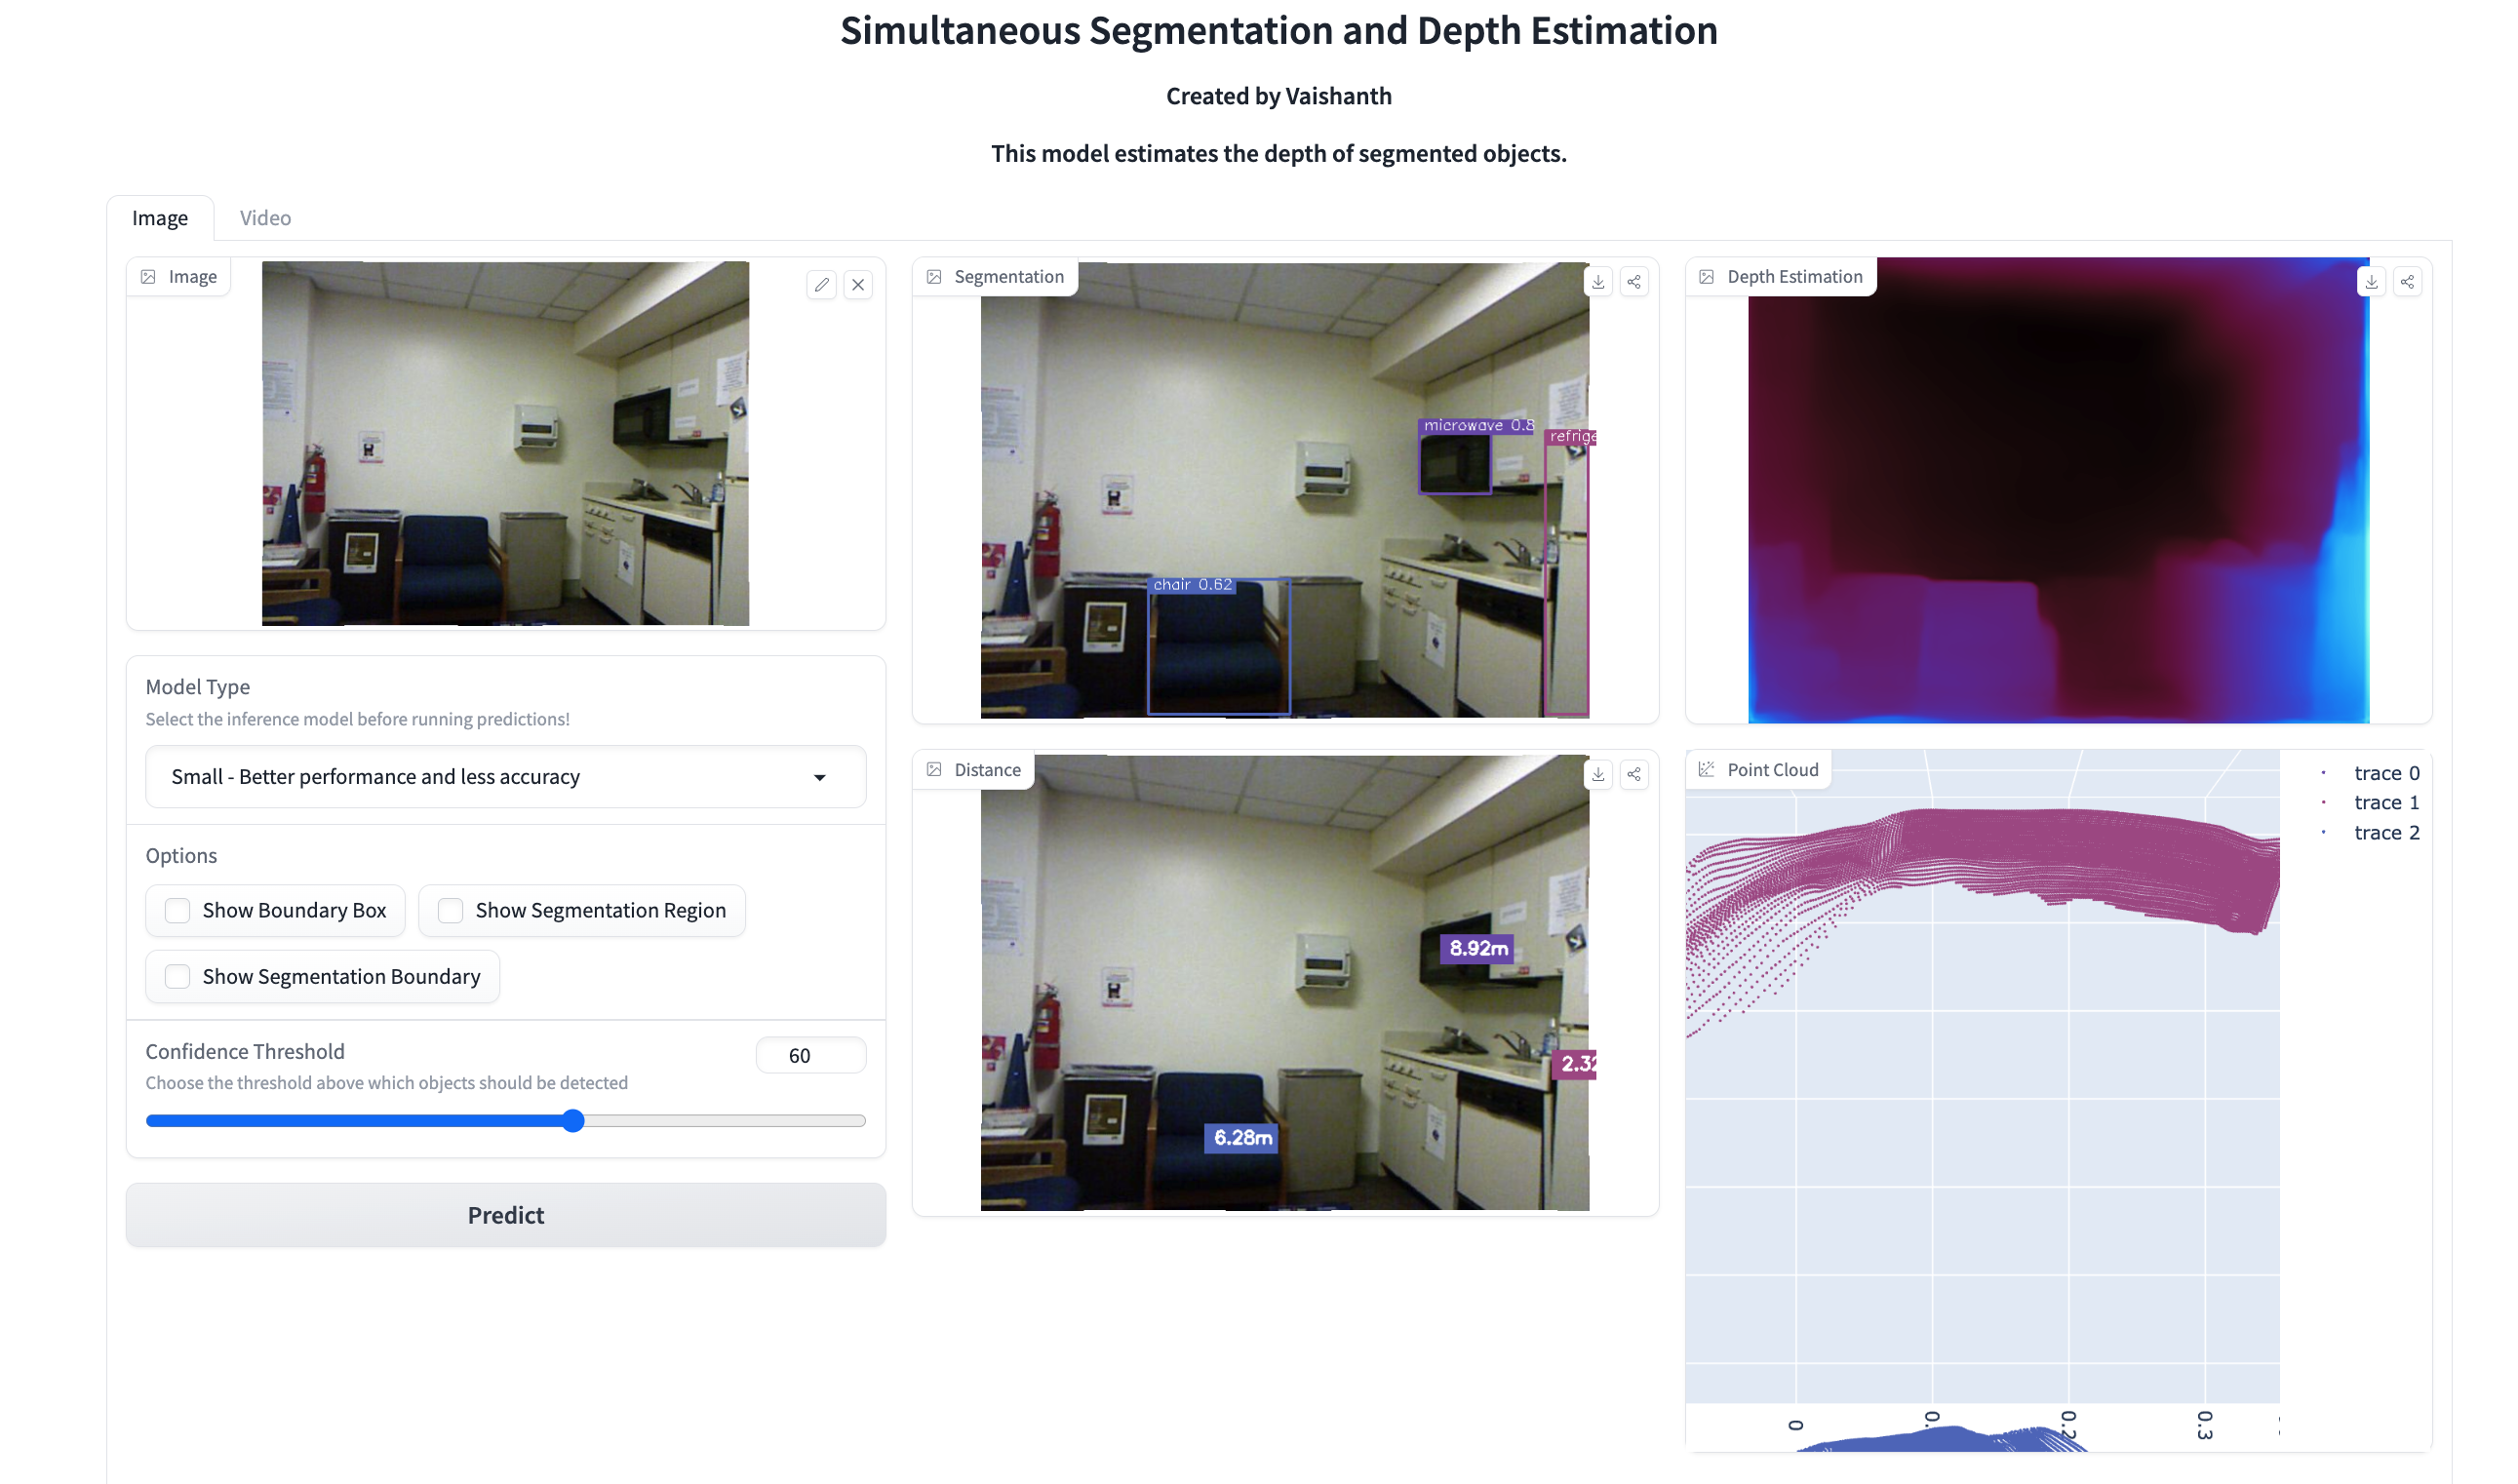 Simultaneous Segmentation and Depth Estimation
Created by Vaishanth
This model estimates the depth of segmented objects.
Image
Video
Image
Model Type
Select the inference model before running predictions!
Small - Better performance and less accuracy
Options
Show Boundary Box
Show Segmentation Region
Show Segmentation Boundary
Confidence Threshold
60
Choose the threshold above which objects should be detected
Predict
Segmentation
microwave 0.8
refrige
chair 0.62
Depth Estimation
Distance
8.92m
2.32
6.28m
Point Cloud
trace 0
trace 1
trace 2
0
0.2
0.3